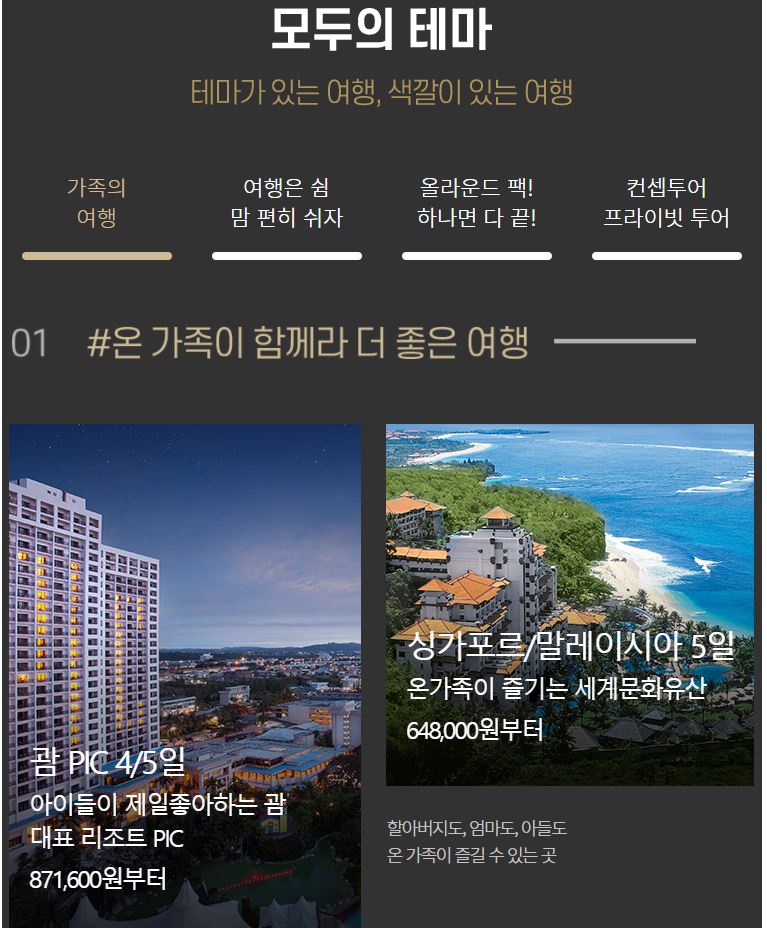 모두의 테마
테마가 있는 여행, 색깔이 있는 여행
가족의
여행
여행은 쉼
맘 편히 쉬자
올라운드 팩!
하나면 다 끝!
컨셉투어
프라이빗 투어
01 #온 가족이 함께라 더 좋은 여행
괌 PIC 4/5일
아이들이 제일좋아하는 괌
대표 리조트 PIC
871,600원부터
싱가포르/말레이시아 5일
온가족이 즐기는 세계문화유산
648,000원부터
할아버지도, 엄마도, 아들도
온 가족이 즐길 수 있는 곳